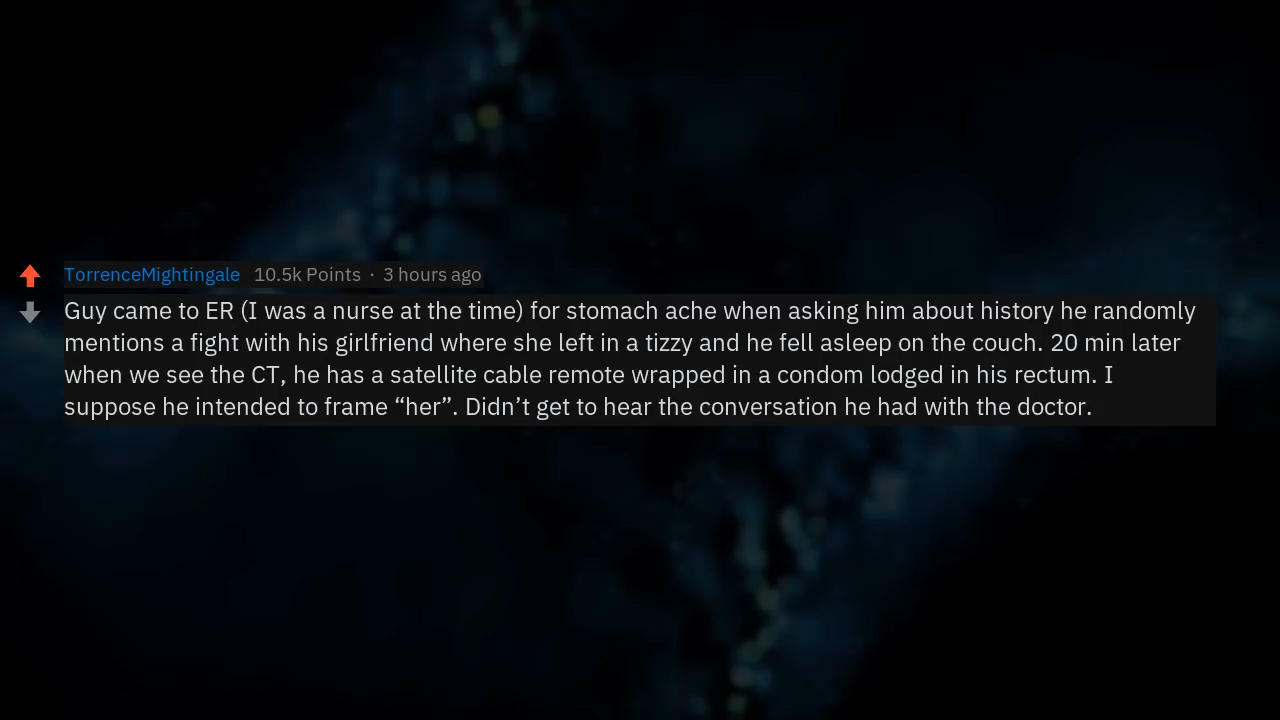 TorrenceMightingale 10.5k Points · 3 hours ago
Guy came to ER (I was a nurse at the time) for stomach ache when asking him about history he randomly
mentions a fight with his girlfriend where she left in a tizzy and he fell asleep on the couch. 20 min later
when we see the CT, he has a satellite cable remote wrapped in a condom lodged in his rectum. I
suppose he intended to frame “her”. Didn’t get to hear the conversation he had with the doctor.